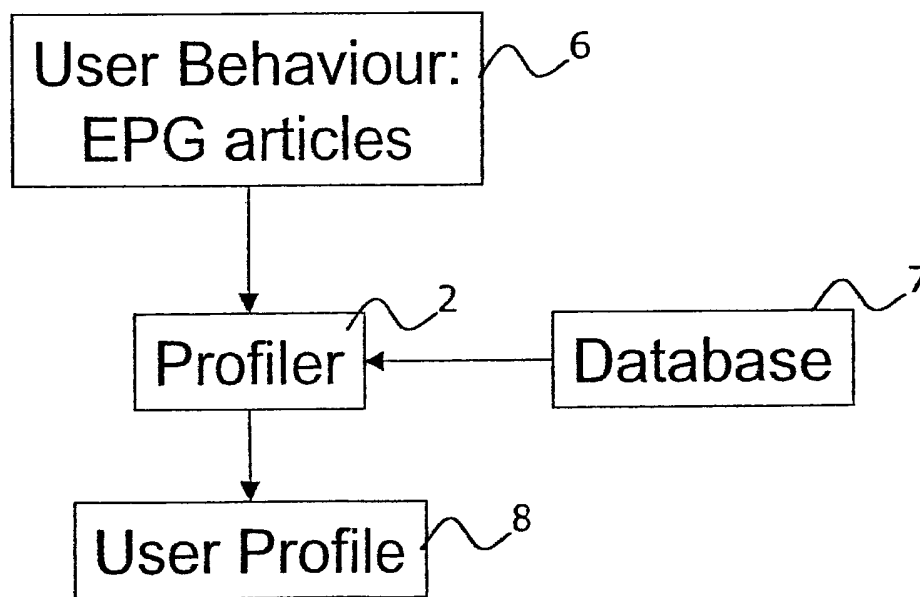 User Behaviour:
EPG articles
6
Profiler
2
Database
7
User Profile
8